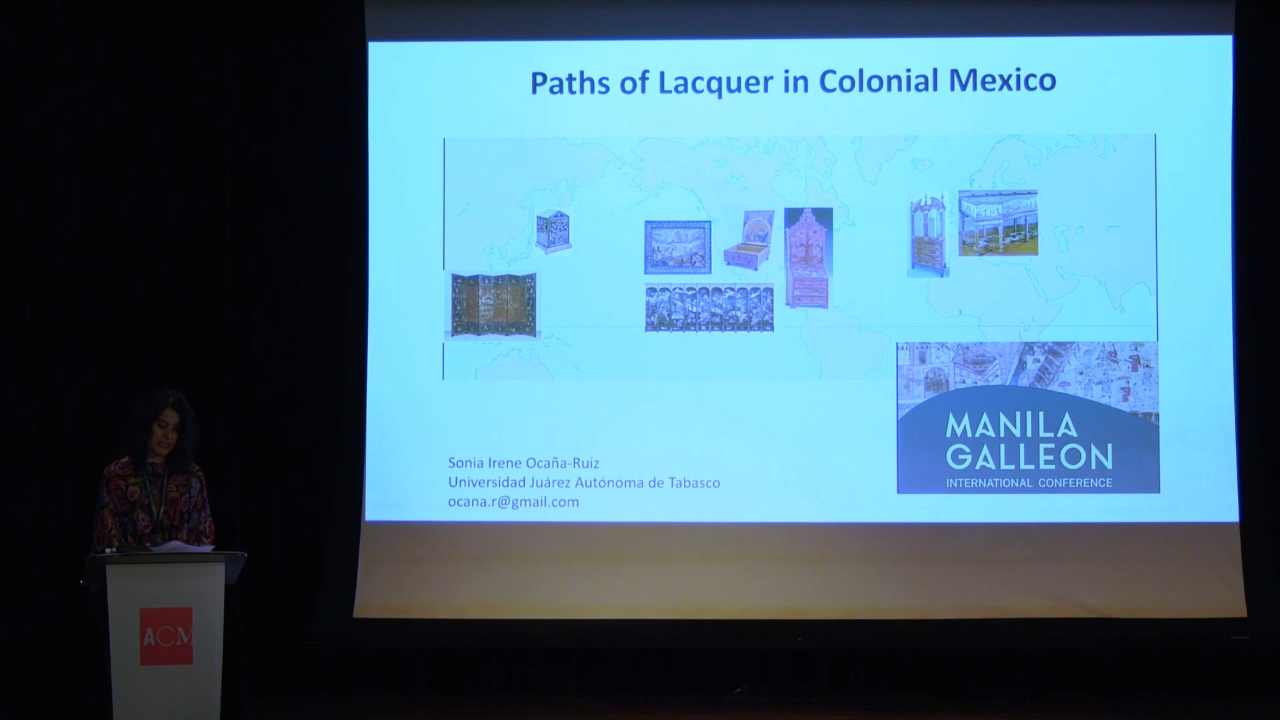 Paths of Lacquer in Colonial Mexico
Sonia Irene Ocaña-Ruiz
Universidad Juárez Autónoma de Tabasco
ocana.r@gmail.com
MANILA
GALLEON
INTERNATIONAL CONFERENCE
ACM